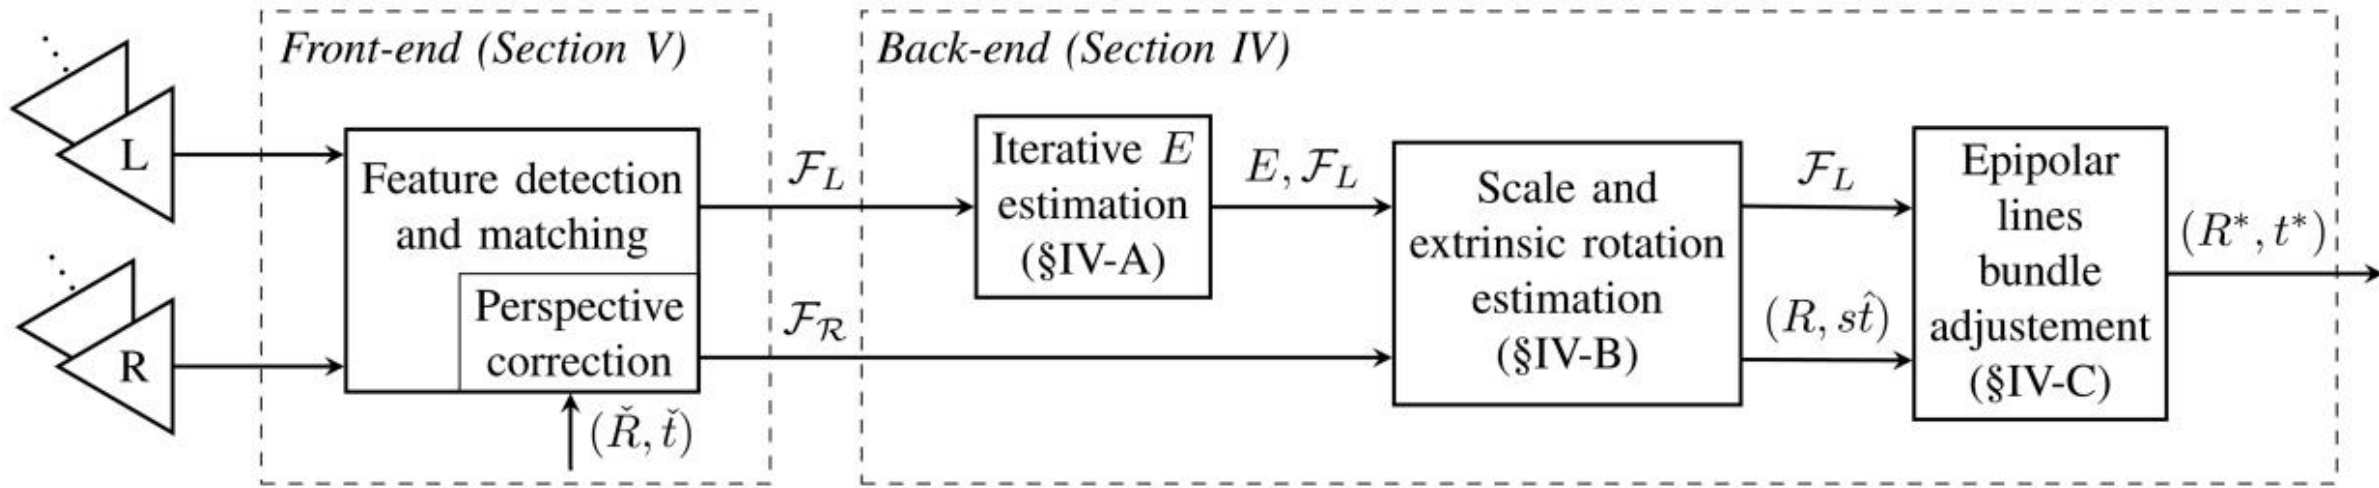 Front-end (Section V)
Back-end (Section IV)
L
R
Feature detection
and matching
Perspective
correction
(Ř, ť)
ℱ_L
ℱ_ℛ
Iterative E
estimation
(§IV-A)
E, ℱ_L
Scale and
extrinsic rotation
estimation
(§IV-B)
ℱ_L
(R, st̂)
Epipolar
lines
bundle
adjustement
(§IV-C)
(R*, t*)